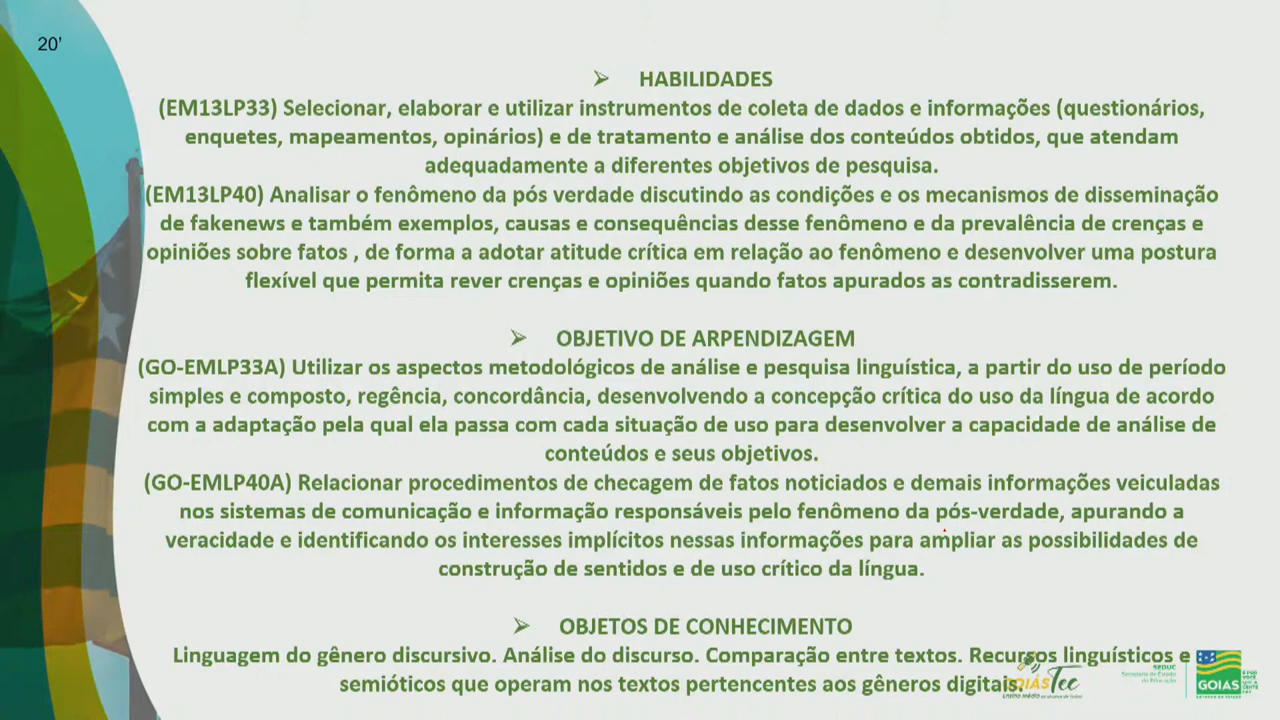 20’
➢ HABILIDADES
(EM13LP33) Selecionar, elaborar e utilizar instrumentos de coleta de dados e informações (questionários,
enquetes, mapeamentos, opinários) e de tratamento e análise dos conteúdos obtidos, que atendam
adequadamente a diferentes objetivos de pesquisa.
(EM13LP40) Analisar o fenômeno da pós verdade discutindo as condições e os mecanismos de disseminação
de fakenews e também exemplos, causas e consequências desse fenômeno e da prevalência de crenças e
opiniões sobre fatos , de forma a adotar atitude crítica em relação ao fenômeno e desenvolver uma postura
flexível que permita rever crenças e opiniões quando fatos apurados as contradisserem.
➢ OBJETIVO DE ARPENDIZAGEM
(GO-EMLP33A) Utilizar os aspectos metodológicos de análise e pesquisa linguística, a partir do uso de período
simples e composto, regência, concordância, desenvolvendo a concepção crítica do uso da língua de acordo
com a adaptação pela qual ela passa com cada situação de uso para desenvolver a capacidade de análise de
conteúdos e seus objetivos.
(GO-EMLP40A) Relacionar procedimentos de checagem de fatos noticiados e demais informações veiculadas
nos sistemas de comunicação e informação responsáveis pelo fenômeno da pós-verdade, apurando a
veracidade e identificando os interesses implícitos nessas informações para ampliar as possibilidades de
construção de sentidos e de uso crítico da língua.
➢ OBJETOS DE CONHECIMENTO
Linguagem do gênero discursivo. Análise do discurso. Comparação entre textos. Recursos linguísticos e
semióticos que operam nos textos pertencentes aos gêneros digitais.
GOIÁSTec
SEDUC
Secretaria de Estado
da Educação
GOIAS